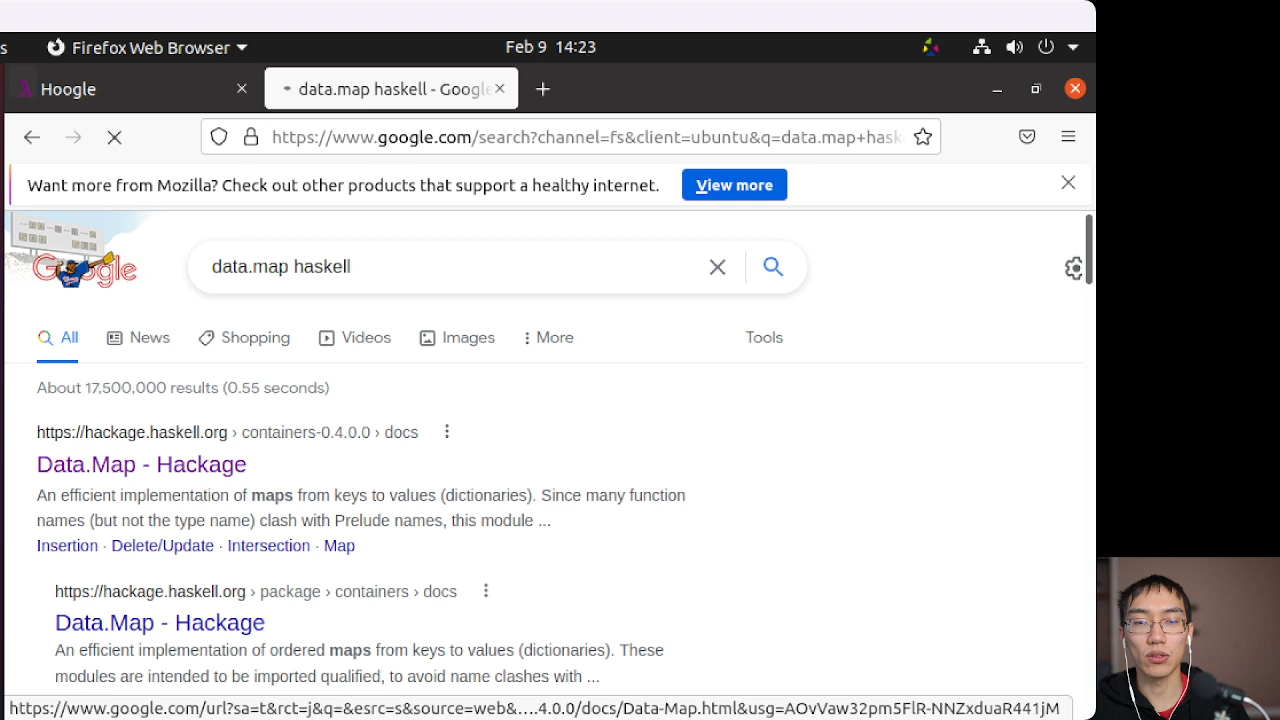 s Firefox Web Browser Feb 9 14:23
Hoogle data.map haskell - Google
https://www.google.com/search?channel=fs&client=ubuntu&q=data.map+hask
Want more from Mozilla? Check out other products that support a healthy internet. View more
Google data.map haskell
All News Shopping Videos Images More Tools
About 17,500,000 results (0.55 seconds)
https://hackage.haskell.org › containers-0.4.0.0 › docs
Data.Map - Hackage
An efficient implementation of maps from keys to values (dictionaries). Since many function
names (but not the type name) clash with Prelude names, this module ...
Insertion · Delete/Update · Intersection · Map
https://hackage.haskell.org › package › containers › docs
Data.Map - Hackage
An efficient implementation of ordered maps from keys to values (dictionaries). These
modules are intended to be imported qualified, to avoid name clashes with ...
https://www.google.com/url?sa=t&rct=j&q=&esrc=s&source=web&….4.0.0/docs/Data-Map.html&usg=AOvVaw32pm5FlR-NNZxduaR441jM